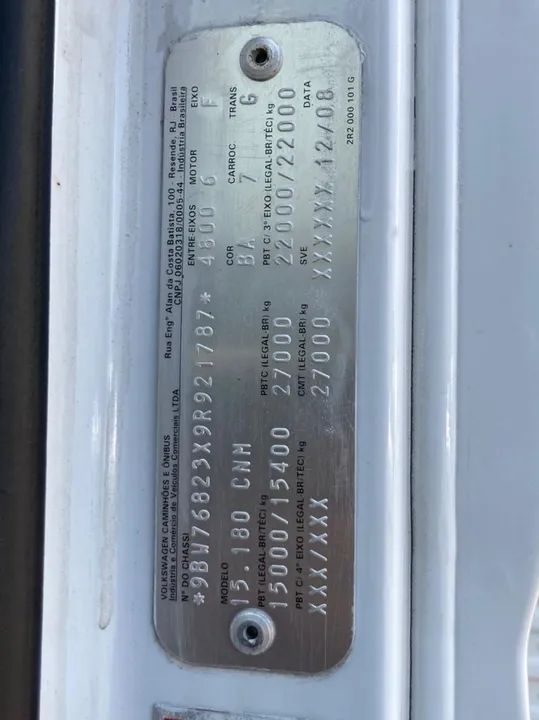 VOLKSWAGEN CAMINHÕES E ÔNIBUS Rua Engº Alan da Costa Batista, 100 - Resende, RJ Brasil
Indústria e Comércio de Veículos Comerciais LTDA CNPJ 06020318/0005-44 Indústria Brasileira
Nº DO CHASSI ENTRE-EIXOS MOTOR EIXO
*9BW76823X9R921787* 4800 6 F
MODELO COR CARROC TRANS
15.180 CNM BA 7 G
PBT (LEGAL-BR/TÉC) kg PBTC (LEGAL-BR) kg PBT C/ 3º EIXO (LEGAL-BR/TÉC) kg
15000/15400 27000 22000/22000
PBT C/ 4º EIXO (LEGAL-BR/TÉC) kg CMT (LEGAL-BR) kg SVE DATA
XXX/XXX 27000 XXXXXX 12/08
2R2 000 101 G